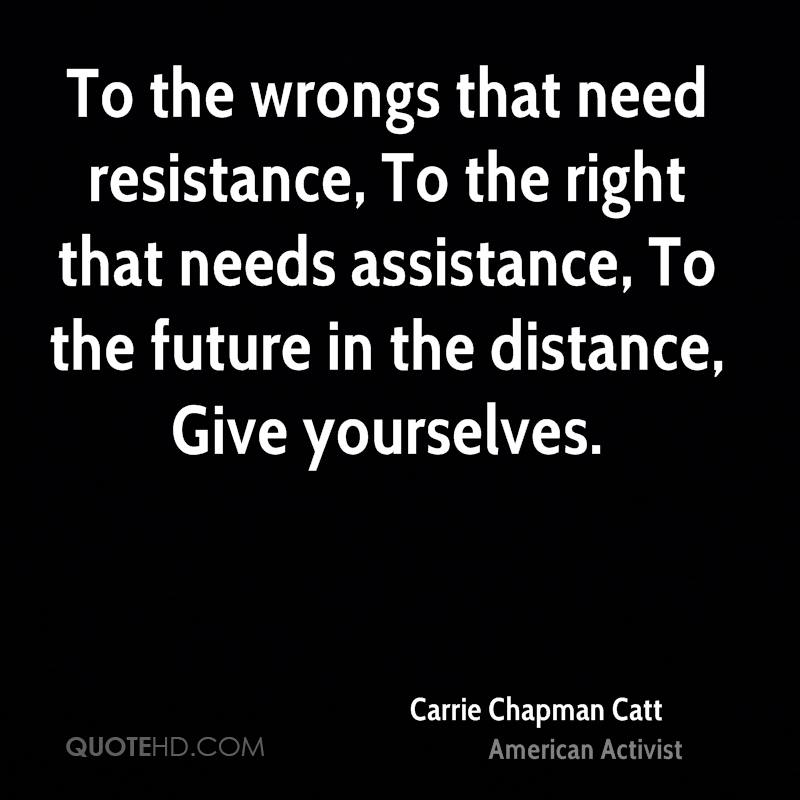 To the wrongs that need
resistance, To the right
that needs assistance, To
the future in the distance,
Give yourselves.
Carrie Chapman Catt
QUOTEHD.COM
American Activist